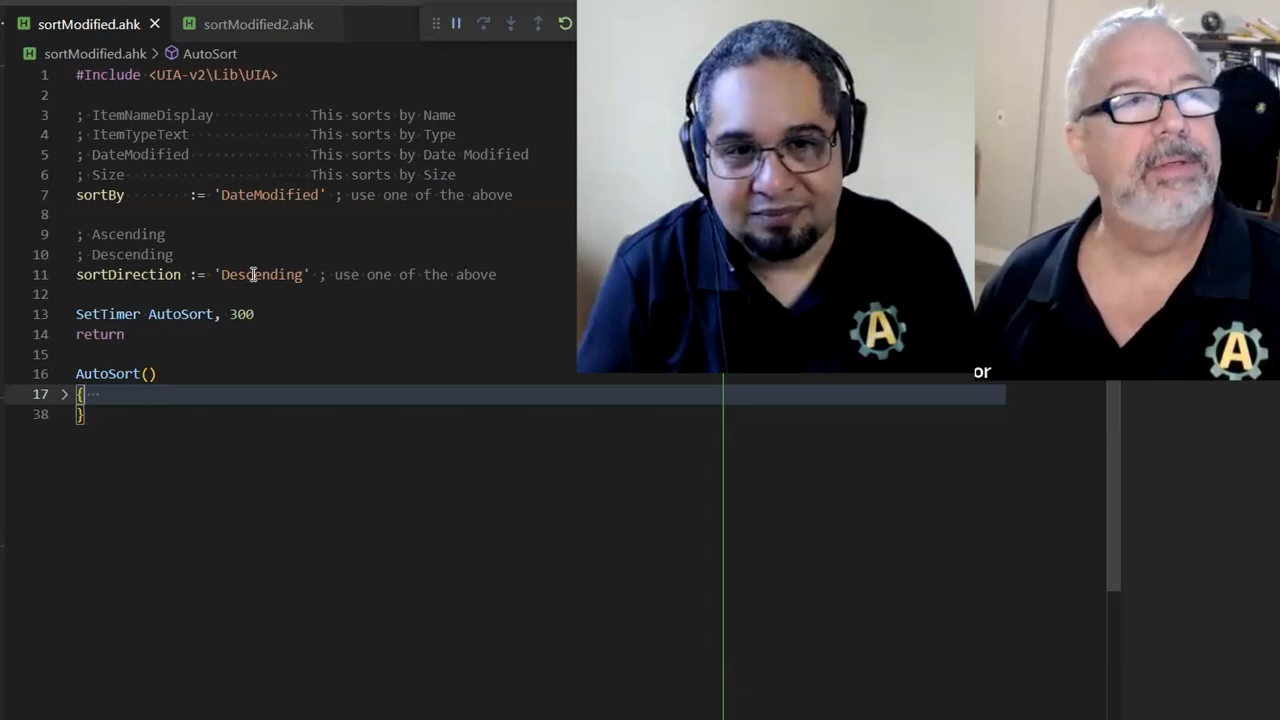 sortModified.ahk
sortModified2.ahk
sortModified.ahk > AutoSort
1 #Include <UIA-v2\Lib\UIA>
2
3 ; ItemNameDisplay············This sorts by Name
4 ; ItemTypeText···············This sorts by Type
5 ; DateModified···············This sorts by Date Modified
6 ; Size·······················This sorts by Size
7 sortBy := 'DateModified' ; use one of the above
8
9 ; Ascending
10 ; Descending
11 sortDirection := 'Descending' ; use one of the above
12
13 SetTimer AutoSort, 300
14 return
15
16 AutoSort()
17 { ···
38 }
A
A
or